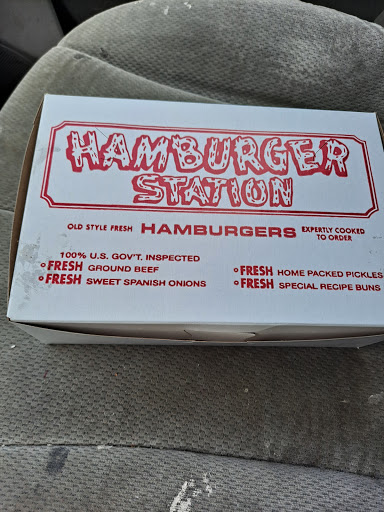 HAMBURGER
STATION
OLD STYLE FRESH HAMBURGERS EXPERTLY COOKED
TO ORDER
100% U.S. GOV'T. INSPECTED
FRESH GROUND BEEF
FRESH SWEET SPANISH ONIONS
FRESH HOME PACKED PICKLES
FRESH SPECIAL RECIPE BUNS